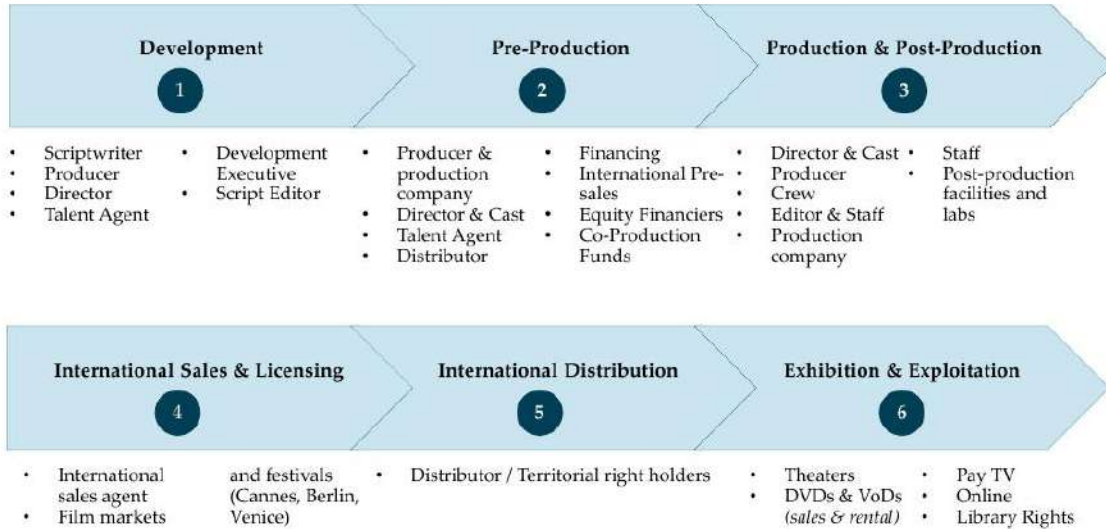 Development
1
• Scriptwriter
• Producer
• Director
• Talent Agent
• Development
Executive
• Script Editor
Pre-Production
2
• Producer &
production
company
• Director & Cast
• Talent Agent
• Distributor
• Financing
• International Pre-
sales
• Equity Financiers
• Co-Production
Funds
Production & Post-Production
3
• Director & Cast
• Producer
• Crew
• Editor & Staff
• Production
company
• Staff
• Post-production
facilities and
labs
International Sales & Licensing
4
• International
sales agent
• Film markets
and festivals
(Cannes, Berlin,
Venice)
International Distribution
5
• Distributor / Territorial right holders
Exhibition & Exploitation
6
• Theaters
• DVDs & VoDs
(sales & rental)
• Pay TV
• Online
• Library Rights